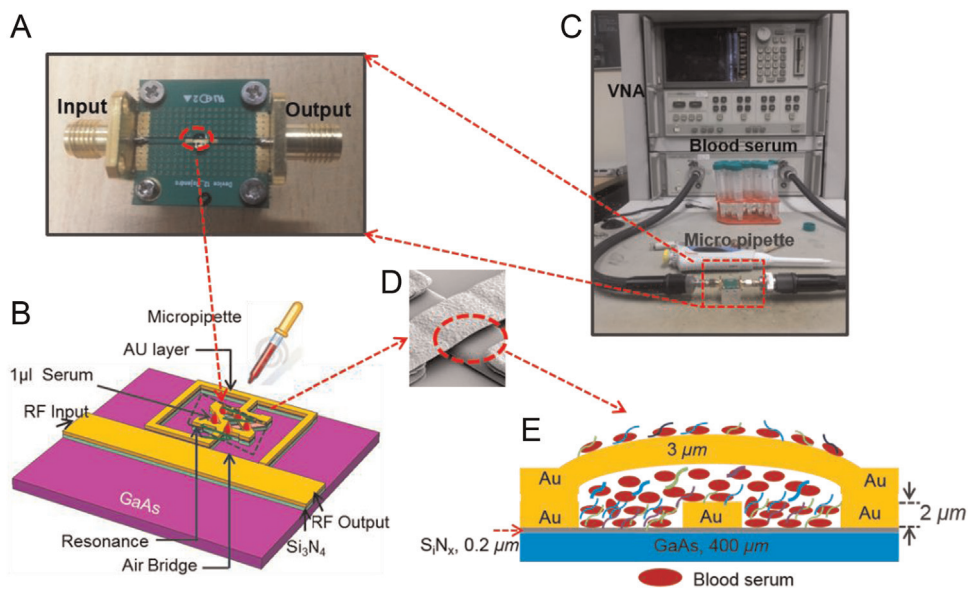 A
Input
Output
C
VNA
Blood serum
Micro pipette
B
Micropipette
AU layer
1µl Serum
RF Input
GaAs
Resonance
Air Bridge
Si₃N₄
RF Output
D
E
3 µm
Au
Au
Au
Au
Au
2 µm
SᵢNₓ, 0.2 µm
GaAs, 400 µm
Blood serum